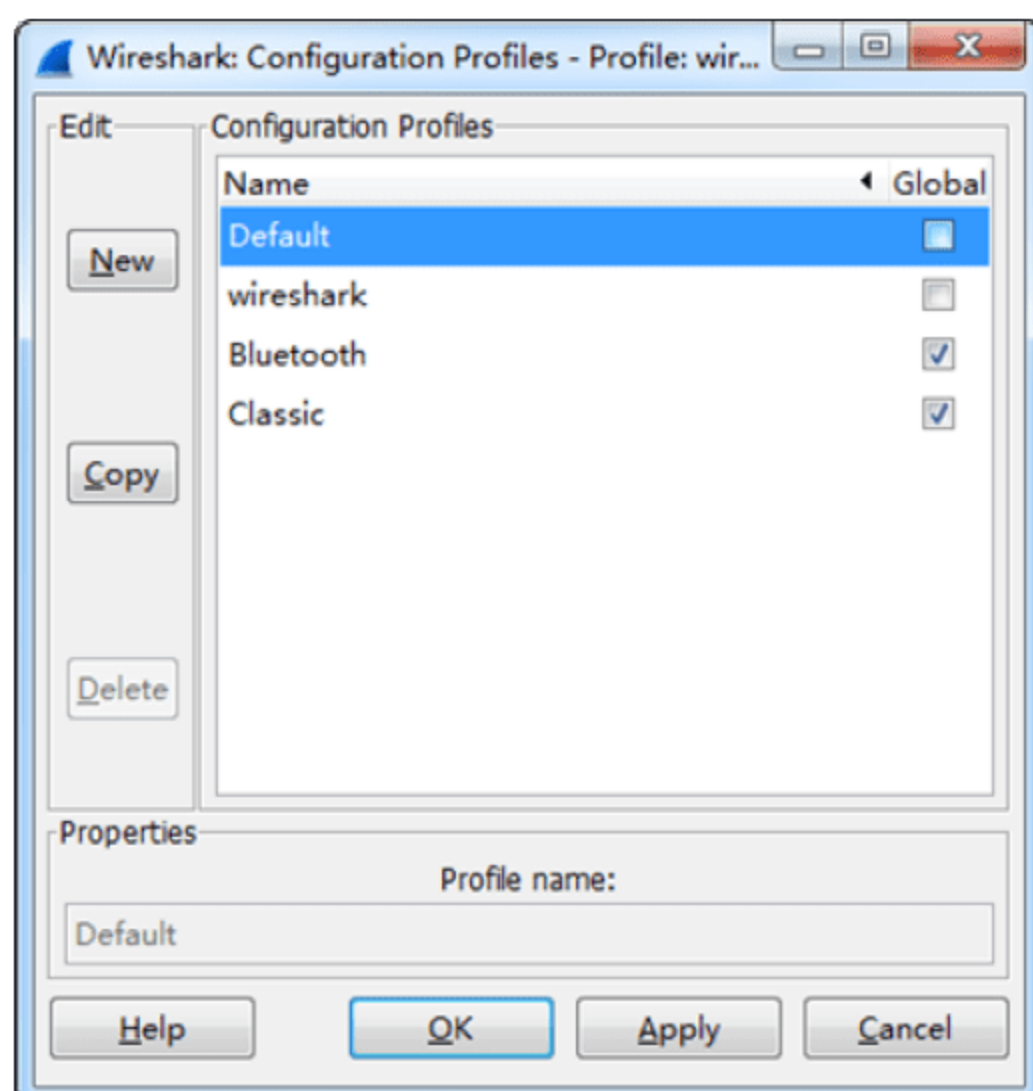 Wireshark: Configuration Profiles - Profile: wir...
Edit
Configuration Profiles
Name Global
Default
New
wireshark
Bluetooth
Classic
Copy
Delete
Properties
Profile name:
Default
Help OK Apply Cancel